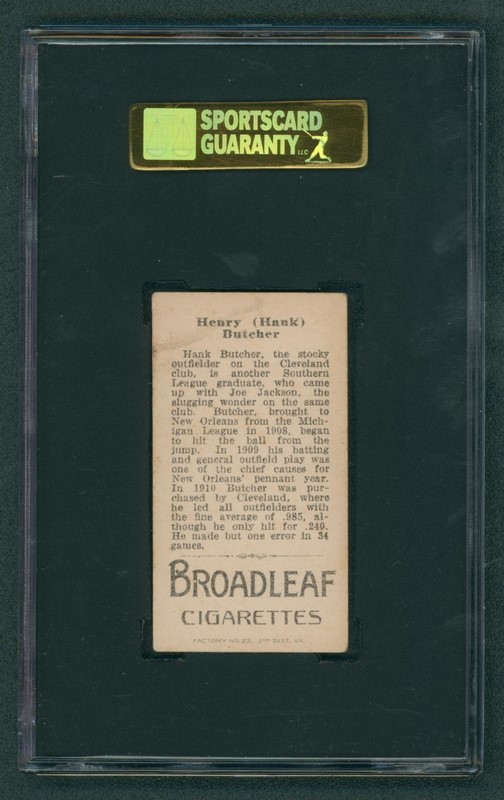 SPORTSCARD
GUARANTY LLC
Henry (Hank)
Butcher
Hank Butcher, the stocky
outfielder on the Cleveland
club, is another Southern
League graduate, who came
up with Joe Jackson, the
slugging wonder on the same
club. Butcher, brought to
New Orleans from the Mich-
igan League in 1908, began
to hit the ball from the
jump. In 1909 his batting
and general outfield play was
one of the chief causes for
New Orleans' pennant year.
In 1910 Butcher was pur-
chased by Cleveland, where
he led all outfielders with
the fine average of .985, al-
though he only hit for .240.
He made but one error in 34
games.
BROADLEAF
CIGARETTES
FACTORY NO. 25, 2ND DIST. VA.